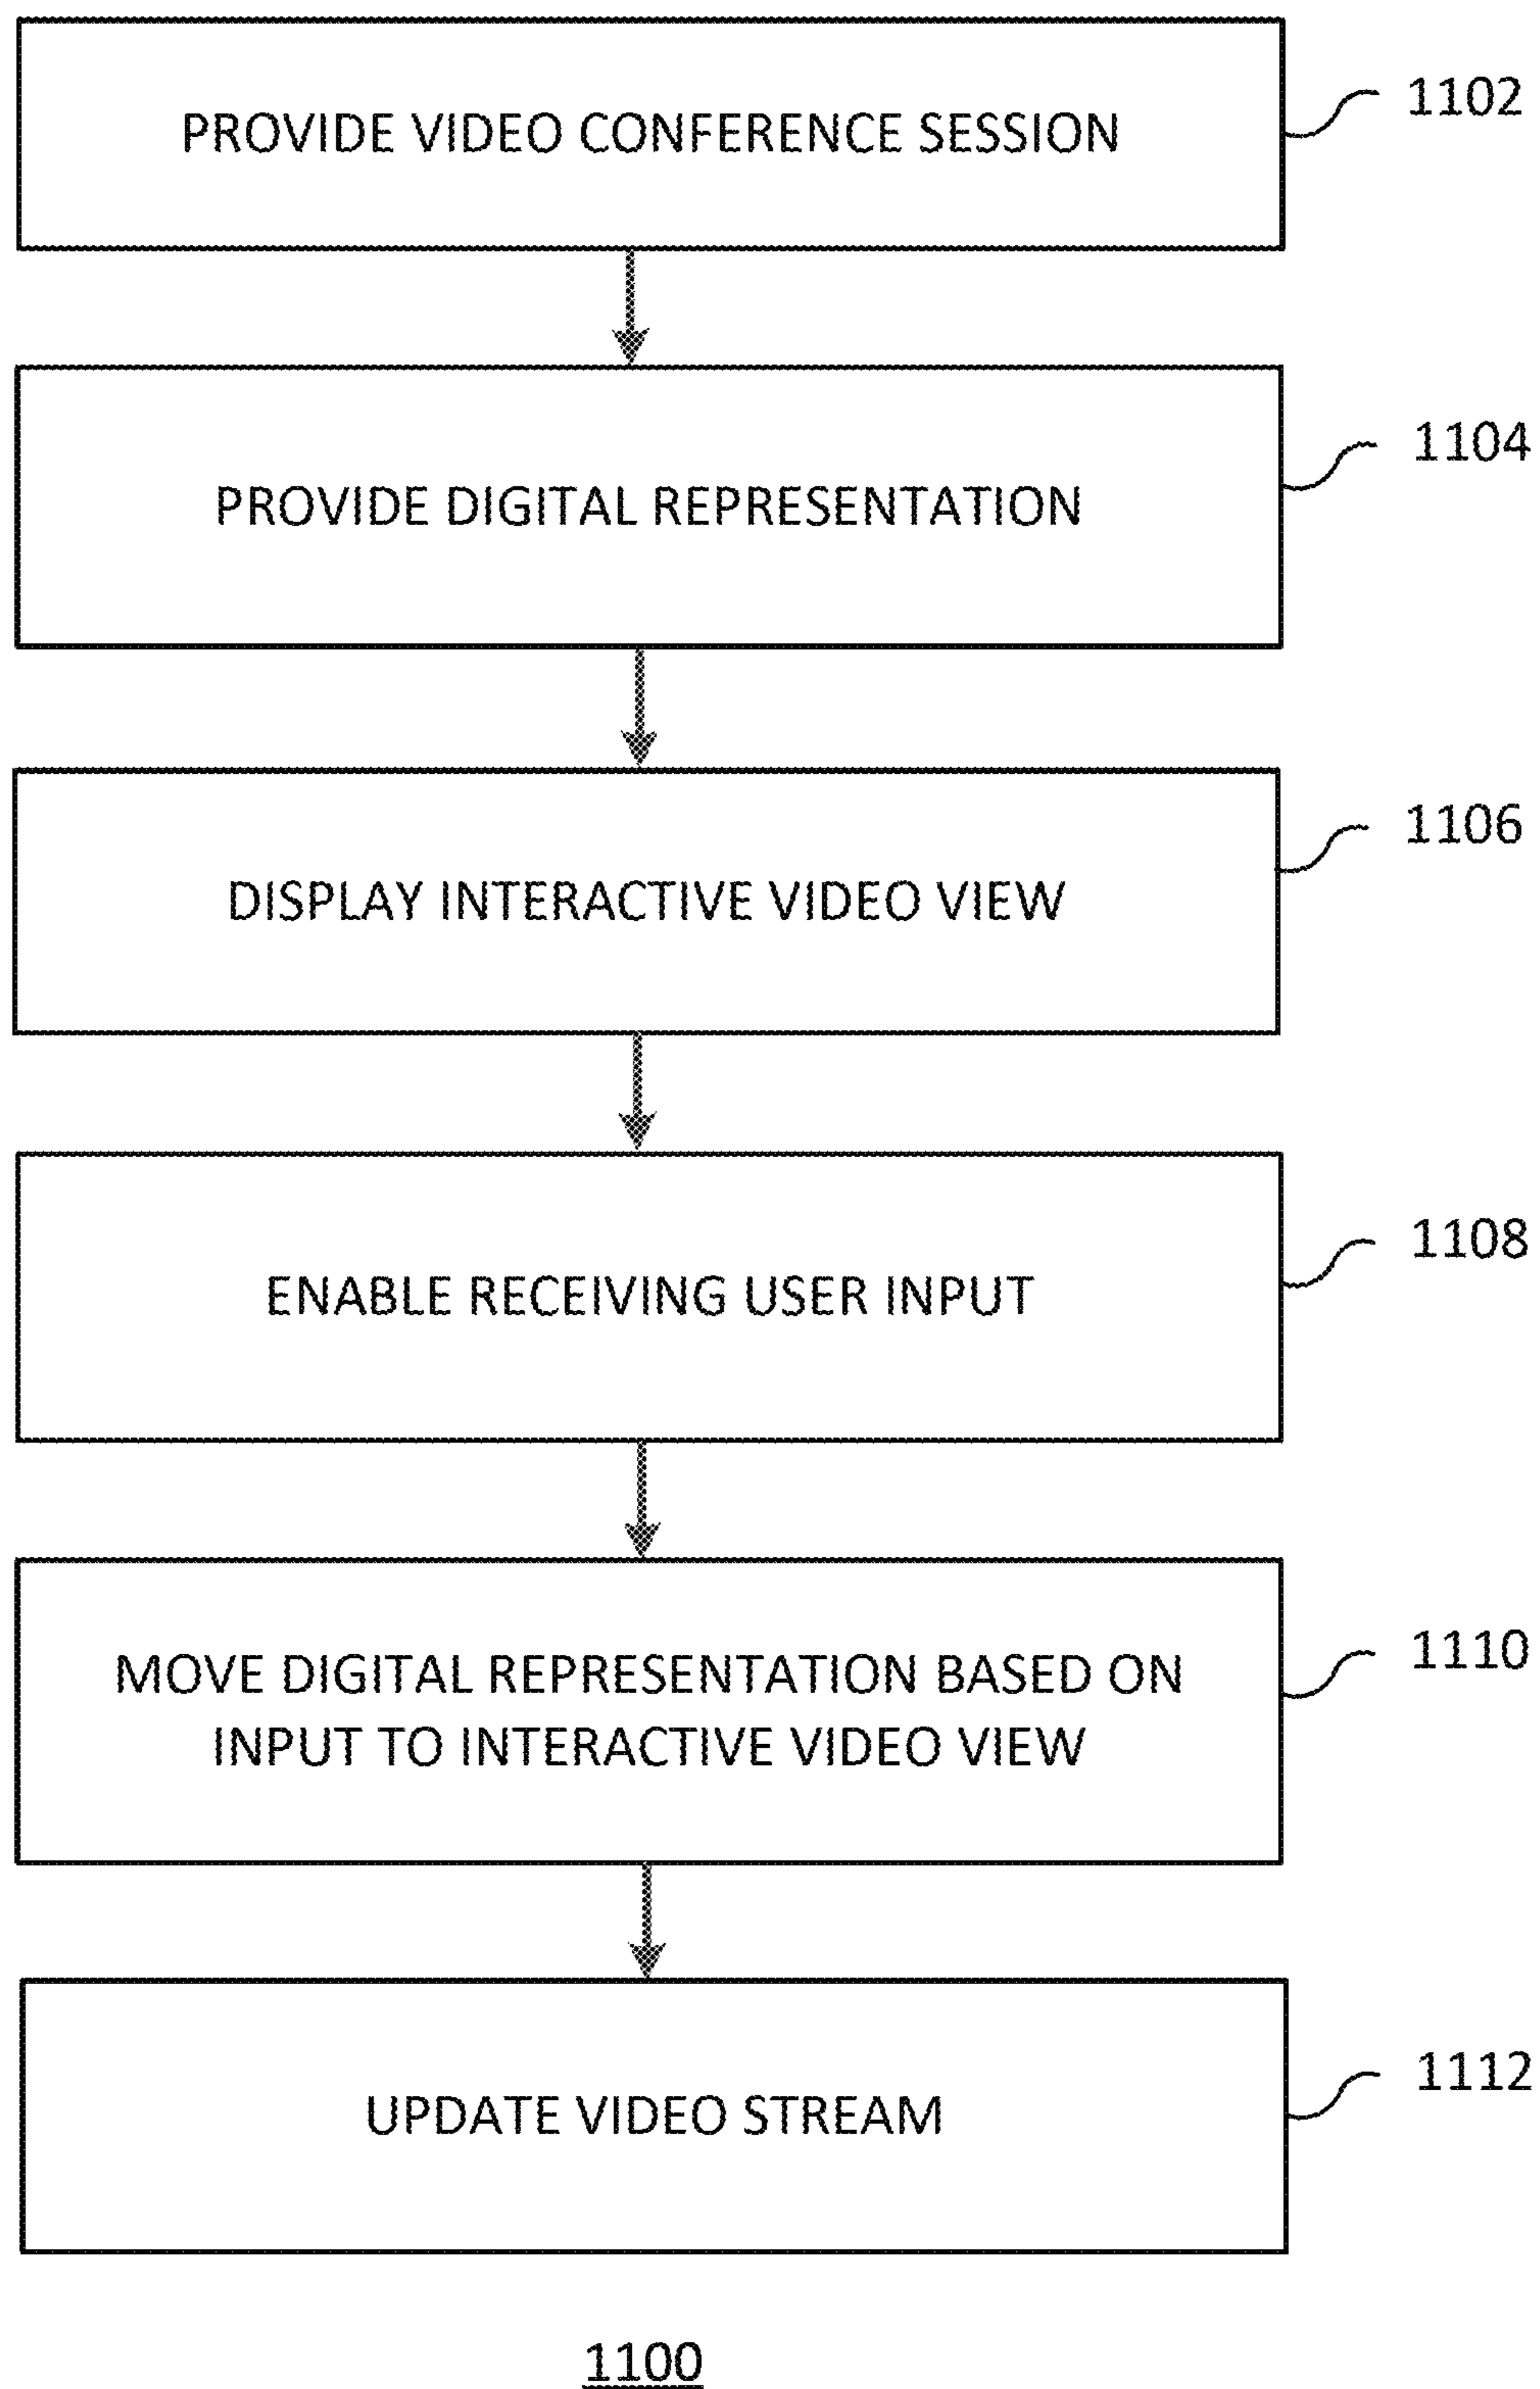 PROVIDE VIDEO CONFERENCE SESSION
1102
PROVIDE DIGITAL REPRESENTATION
1104
DISPLAY INTERACTIVE VIDEO VIEW
1106
ENABLE RECEIVING USER INPUT
1108
MOVE DIGITAL REPRESENTATION BASED ON
INPUT TO INTERACTIVE VIDEO VIEW
1110
UPDATE VIDEO STREAM
1112
1100